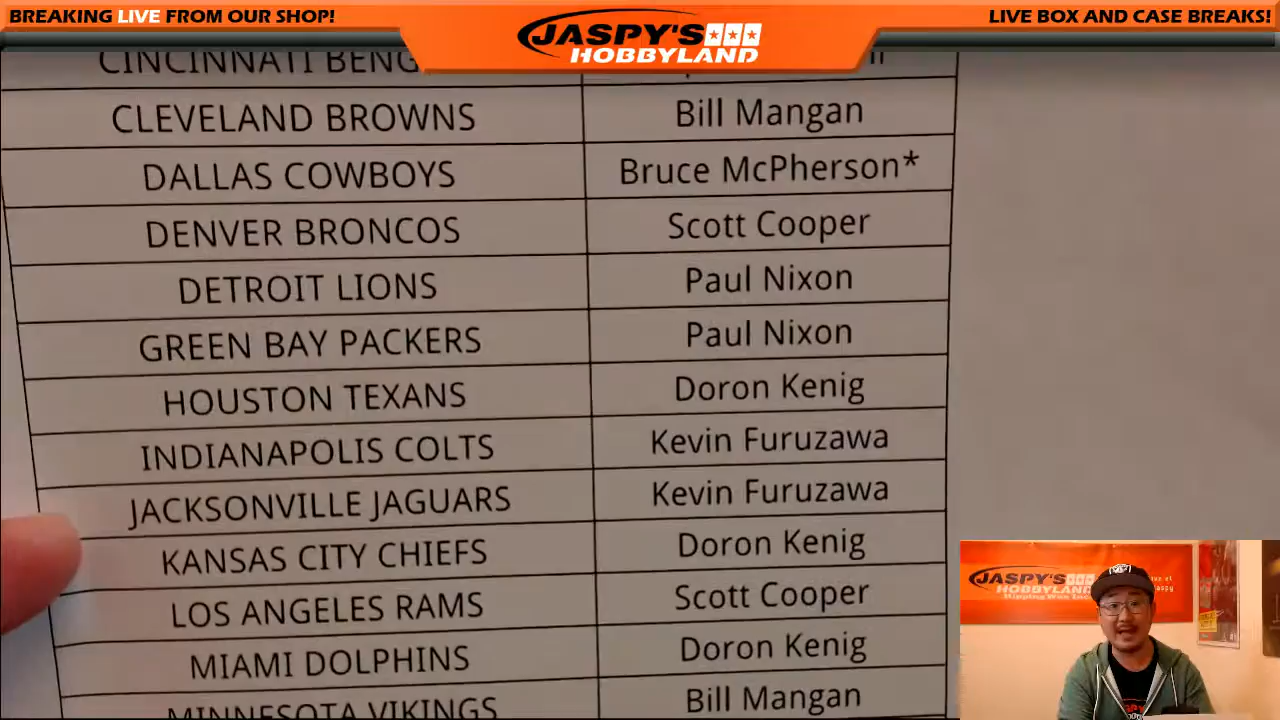 BREAKING LIVE FROM OUR SHOP!
JASPY'S
HOBBYLAND
LIVE BOX AND CASE BREAKS!
CINCINNATI
CLEVELAND BROWNS Bill Mangan
DALLAS COWBOYS Bruce McPherson*
DENVER BRONCOS Scott Cooper
DETROIT LIONS Paul Nixon
GREEN BAY PACKERS Paul Nixon
HOUSTON TEXANS Doron Kenig
INDIANAPOLIS COLTS Kevin Furuzawa
JACKSONVILLE JAGUARS Kevin Furuzawa
KANSAS CITY CHIEFS Doron Kenig
LOS ANGELES RAMS Scott Cooper
MIAMI DOLPHINS Doron Kenig
MINNESOTA VIKINGS Bill Mangan
JASPY'S
HOBBYLAND